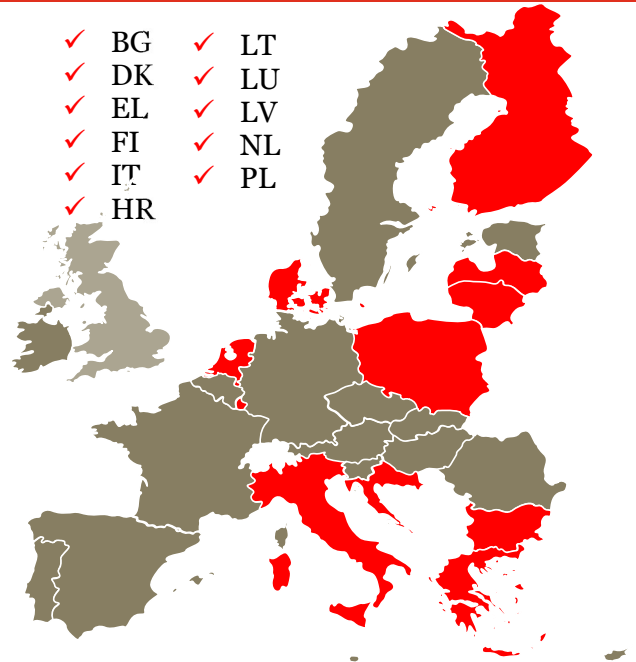 ✓ BG
✓ DK
✓ EL
✓ FI
✓ IT
✓ HR
✓ LT
✓ LU
✓ LV
✓ NL
✓ PL